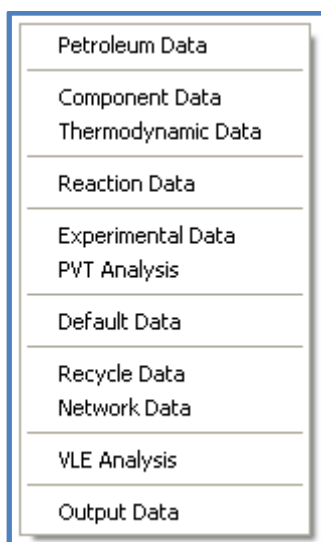 Petroleum Data
Component Data
Thermodynamic Data
Reaction Data
Experimental Data
PVT Analysis
Default Data
Recycle Data
Network Data
VLE Analysis
Output Data